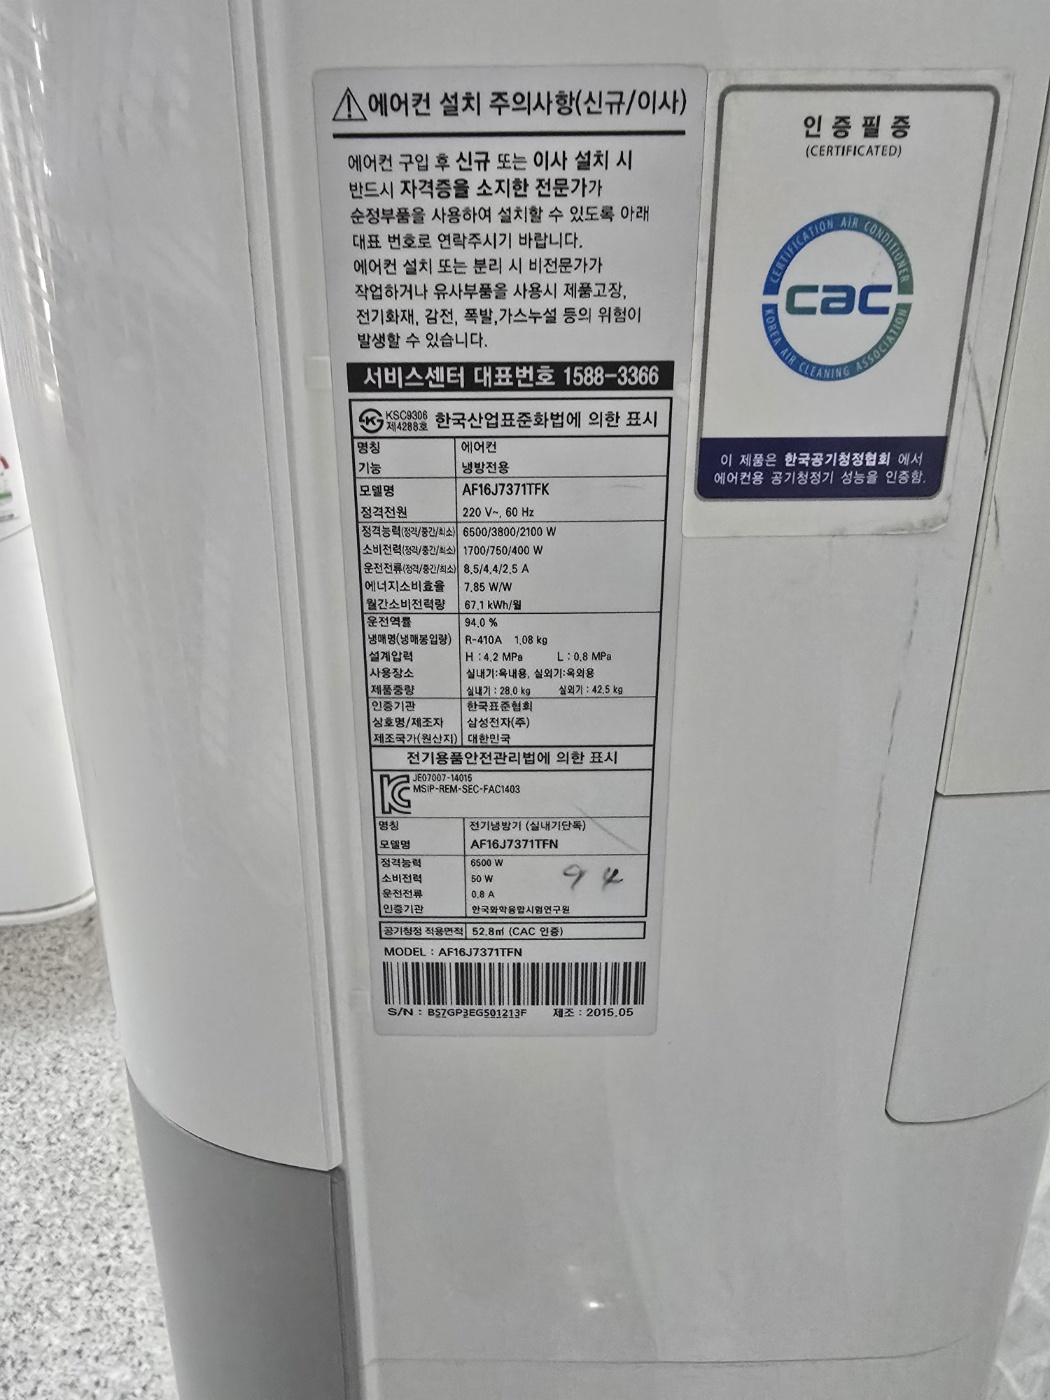 에어컨 설치 주의사항(신규/이사)
에어컨 구입 후 신규 또는 이사 설치 시
반드시 자격증을 소지한 전문가가
순정부품을 사용하여 설치할 수 있도록 아래
대표 번호로 연락주시기 바랍니다.
에어컨 설치 또는 분리 시 비전문가가
작업하거나 유사부품을 사용시 제품고장,
전기화재, 감전, 폭발,가스누설 등의 위험이
발생할 수 있습니다.
서비스센터 대표번호 1588-3366
KSC9306
제4288호 한국산업표준화법에 의한 표시
명칭 에어컨
기능 냉방전용
모델명 AF16J7371TFK
정격전원 220 V~, 60 Hz
정격능력(정격/중간/최소) 6500/3800/2100 W
소비전력(정격/중간/최소) 1700/750/400 W
운전전류(정격/중간/최소) 8.5/4.4/2.5 A
에너지소비효율 7.85 W/W
월간소비전력량 67.1 kWh/월
운전역률 94.0 %
냉매명(냉매봉입량) R-410A 1.08 kg
설계압력 H : 4.2 MPa L : 0.8 MPa
사용장소 실내기:옥내용, 실외기:옥외용
제품중량 실내기 : 28.0 kg 실외기 : 42.5 kg
인증기관 한국표준협회
상호명/제조자 삼성전자(주)
제조국가(원산지) 대한민국
전기용품안전관리법에 의한 표시
JE07007-14015
MSIP-REM-SEC-FAC1403
명칭 전기냉방기 (실내기단독)
모델명 AF16J7371TFN
정격능력 6500 W
소비전력 50 W
운전전류 0.8 A
인증기관 한국화학융합시험연구원
94
공기청정 적용면적 52.8㎡ (CAC 인증)
MODEL : AF16J7371TFN
S/N : BS7GP3EG501213F 제조 : 2015.05
인증필증
(CERTIFICATED)
CERTIFICATION AIR CONDITIONER
cac
KOREA AIR CLEANING ASSOCIATION
이 제품은 한국공기청정협회 에서
에어컨용 공기청정기 성능을 인증함.